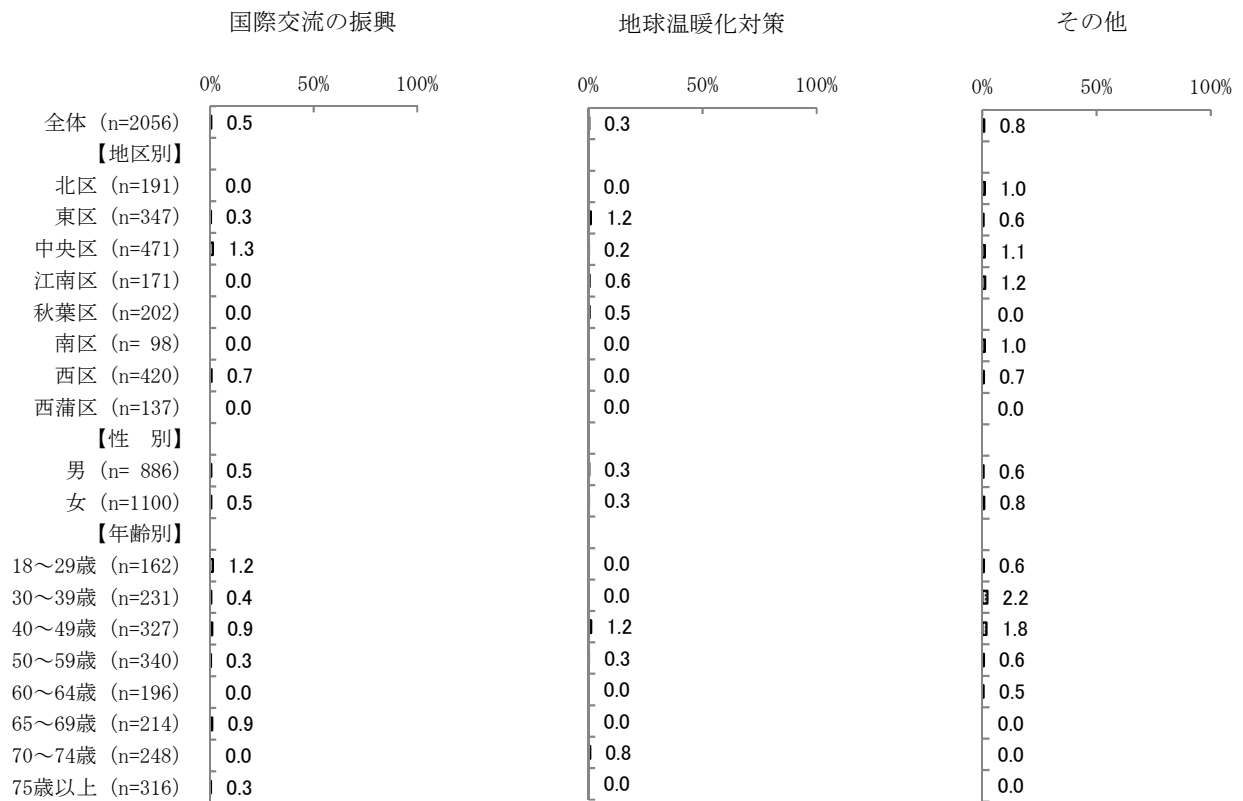 国際交流の振興 地球温暖化対策 その他
0% 50% 100% 0% 50% 100% 0% 50% 100%
全体 (n=2056) 0.5 0.3 0.8
【地区別】
北区 (n=191) 0.0 0.0 1.0
東区 (n=347) 0.3 1.2 0.6
中央区 (n=471) 1.3 0.2 1.1
江南区 (n=171) 0.0 0.6 1.2
秋葉区 (n=202) 0.0 0.5 0.0
南区 (n= 98) 0.0 0.0 1.0
西区 (n=420) 0.7 0.0 0.7
西蒲区 (n=137) 0.0 0.0 0.0
【性　別】
男 (n= 886) 0.5 0.3 0.6
女 (n=1100) 0.5 0.3 0.8
【年齢別】
18～29歳 (n=162) 1.2 0.0 0.6
30～39歳 (n=231) 0.4 0.0 2.2
40～49歳 (n=327) 0.9 1.2 1.8
50～59歳 (n=340) 0.3 0.3 0.6
60～64歳 (n=196) 0.0 0.0 0.5
65～69歳 (n=214) 0.9 0.0 0.0
70～74歳 (n=248) 0.0 0.8 0.0
75歳以上 (n=316) 0.3 0.0 0.0